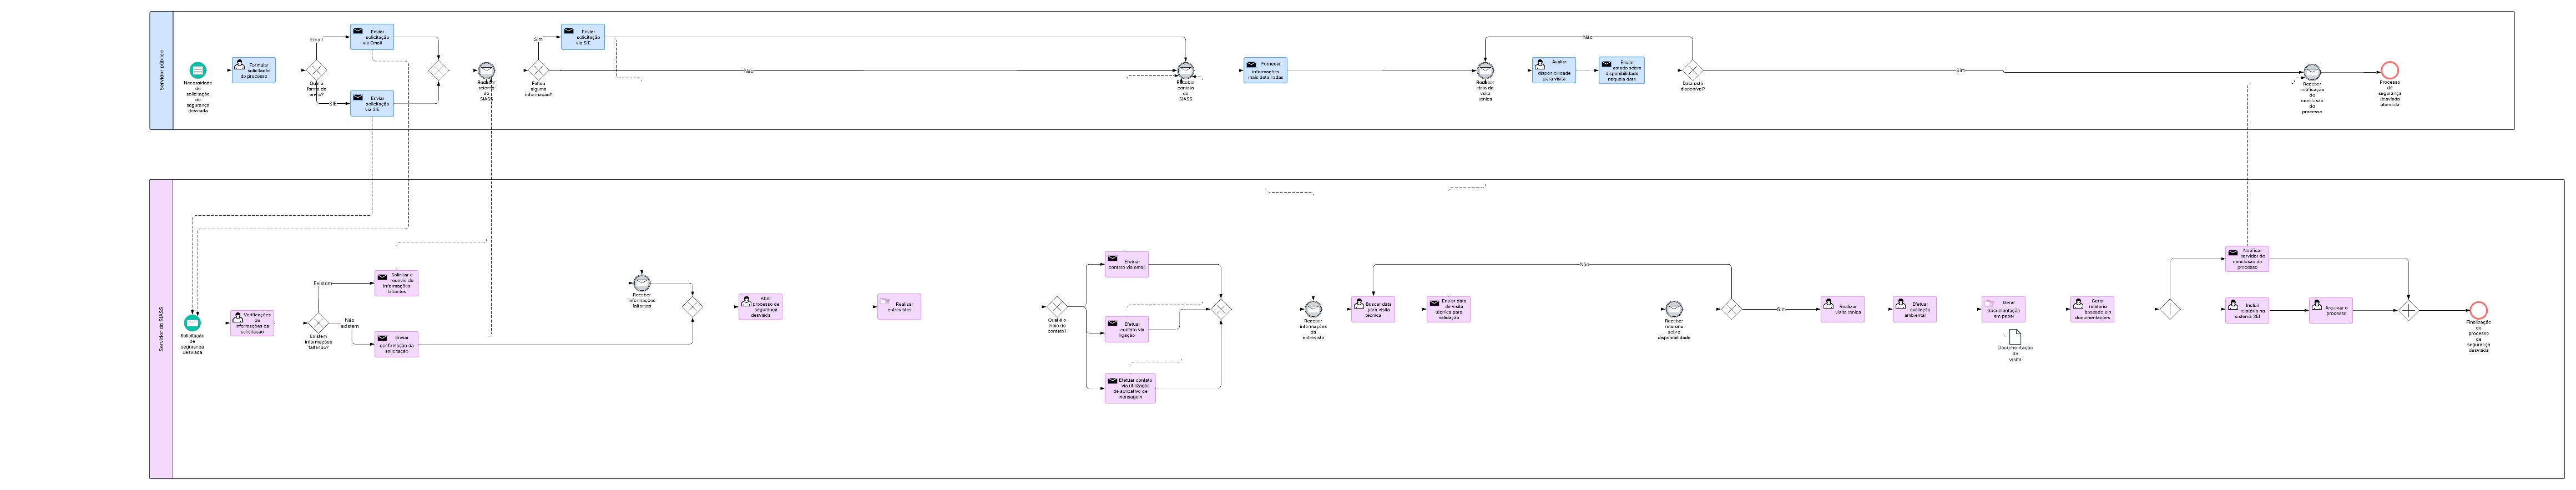 Servidor público
Necessidade
de
solicitação
de
segurança
desviada
Formular
solicitação
do processo
Qual a
forma do
envio?
Email
SIE
Enviar
solicitação
via Email
Enviar
solicitação
via SIE
Receber
retorno
do
SIASS
Faltou
alguma
informação?
Sim
Não
Enviar
solicitação
via SIE
Receber
contato
do
SIASS
Fornecer
informações
mais detalhadas
Receber
data de
visita
técnica
Avaliar
disponibilidade
para visita
Enviar
estado sobre
disponibilidade
naquela data
Não
Data está
disponível?
Sim
Receber
notificação
de
conclusão
do
processo
Processo
de
segurança
desviada
atendida
Servidor do SIASS
Solicitação
de
segurança
desviada
Verificações
de
informações da
solicitação
Existem
informações
faltando?
Existem
Não
existem
Solicitar o
reenvio de
informações
faltantes
Enviar
confirmação da
solicitação
Receber
informações
faltantes
Abrir
processo de
segurança
desviada
Realizar
entrevistas
Qual é o
meio de
contato?
Efetuar
contato via email
Efetuar
contato via
ligação
Efetuar contato
via utilização
de aplicativo de
mensagem
Receber
informações
da
entrevista
Buscar data
para visita
técnica
Enviar data
de visita
técnica para
validação
Não
Receber
retorno
sobre
disponibilidade
Sim
Realizar
visita técnica
Efetuar
avaliação
ambiental
Gerar
documentação
em papel
Documentação
da
visita
Gerar
relatório
baseado em
documentações
Notificar
servidor de
conclusão do
processo
Incluir
relatório no
sistema SEI
Arquivar o
processo
Finalização
do
processo
de
segurança
desviada